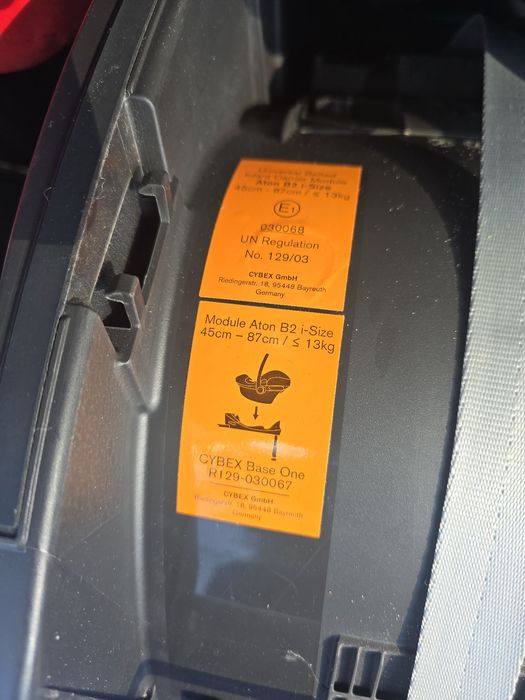 Universal Belted
Infant Carrier Module
Aton B2 i-Size
45cm - 87cm / ≤ 13kg
E1
030068
UN Regulation
No. 129/03
CYBEX GmbH
Riedingerstr. 18, 95448 Bayreuth
Germany
Module Aton B2 i-Size
45cm – 87cm / ≤ 13kg
CYBEX Base One
R129-030067
CYBEX GmbH
Riedingerstr. 18, 95448 Bayreuth
Germany